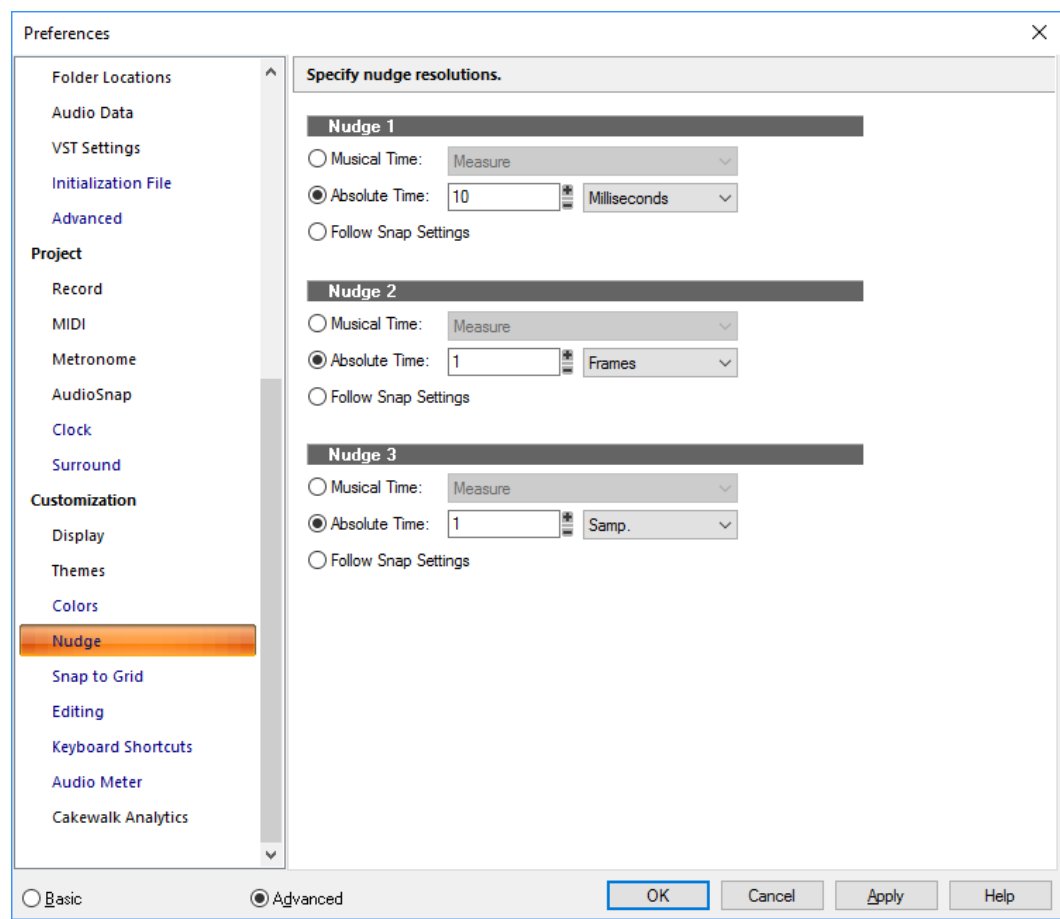 Preferences
Folder Locations
Audio Data
VST Settings
Initialization File
Advanced
Project
Record
MIDI
Metronome
AudioSnap
Clock
Surround
Customization
Display
Themes
Colors
Nudge
Snap to Grid
Editing
Keyboard Shortcuts
Audio Meter
Cakewalk Analytics
Specify nudge resolutions.
Nudge 1
Musical Time: Measure
Absolute Time: 10 Milliseconds
Follow Snap Settings
Nudge 2
Musical Time: Measure
Absolute Time: 1 Frames
Follow Snap Settings
Nudge 3
Musical Time: Measure
Absolute Time: 1 Samp.
Follow Snap Settings
Basic Advanced OK Cancel Apply Help